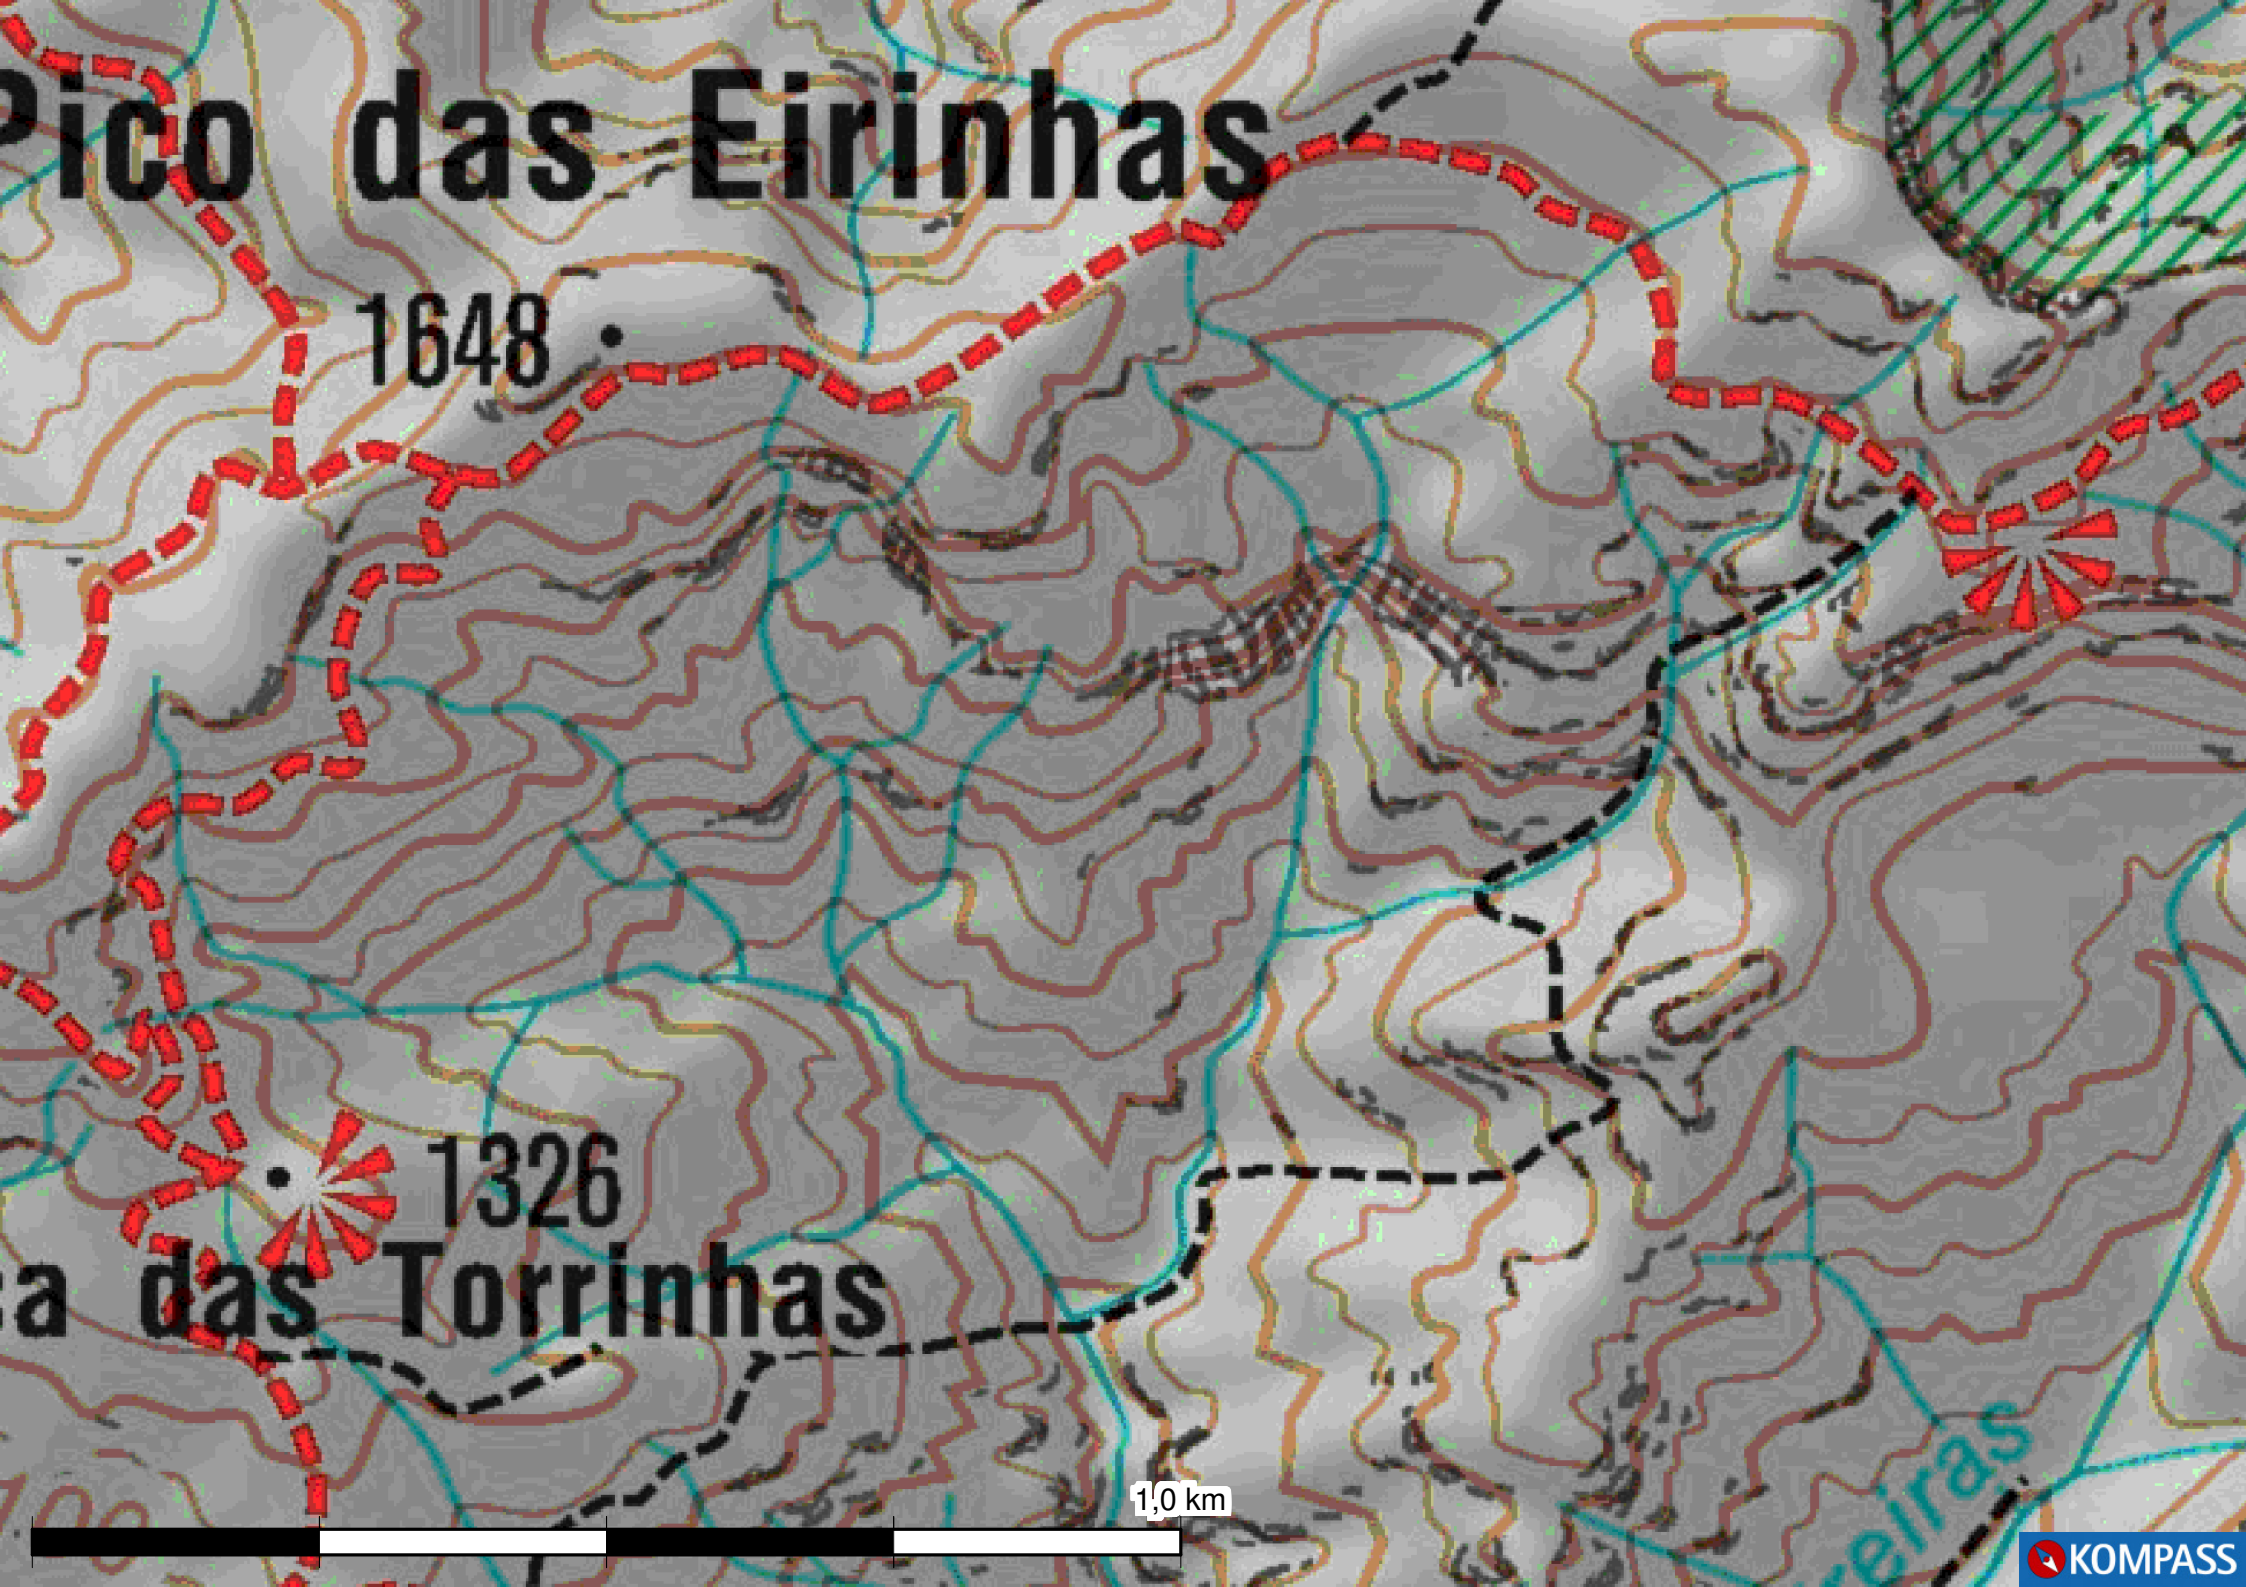 Pico das Eirinhas
1648
1326
das Torrinhas
1,0 km
KOMPASS